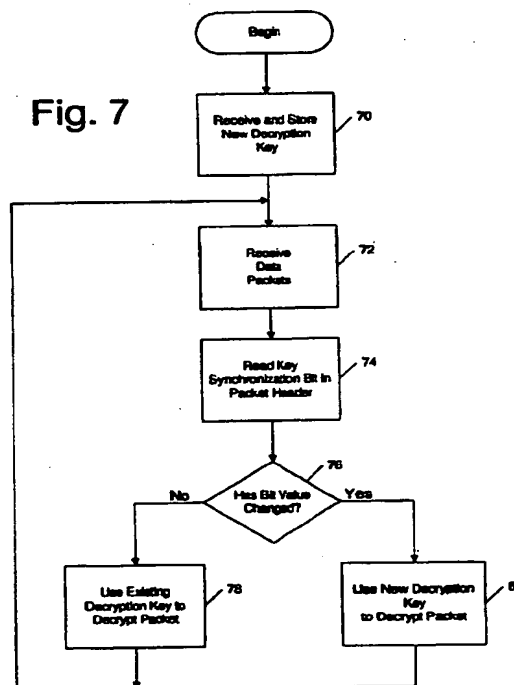 Begin
Fig. 7
Receive and Store
New Decryption
Key
70
Receive
Data
Packets
72
Read Key
Synchronization Bit In
Packet Header
74
76
No
Has Bit Value
Changed?
Yes
Use Existing
Decryption Key to
Decrypt Packet
78
Use New Decryption
Key
to Decrypt Packet